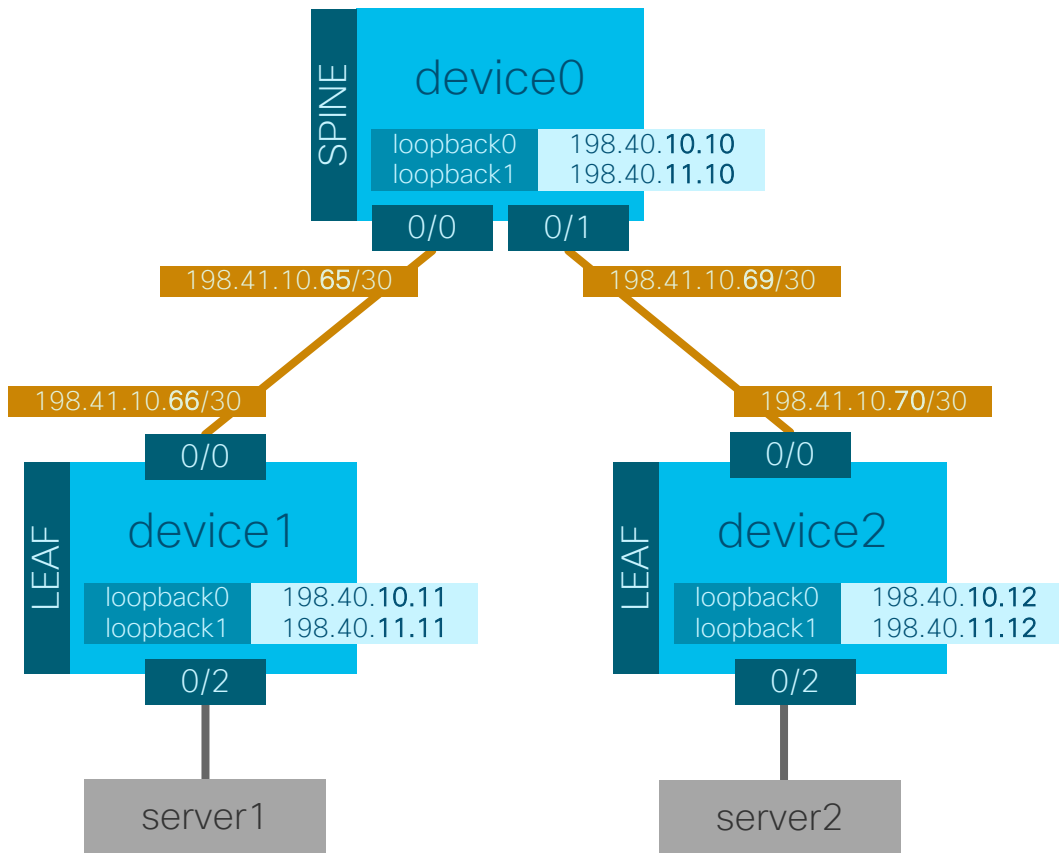 SPINE
device0
loopback0 198.40.10.10
loopback1 198.40.11.10
0/0 0/1
198.41.10.65/30 198.41.10.69/30
198.41.10.66/30 198.41.10.70/30
0/0 0/0
LEAF
device1
loopback0 198.40.10.11
loopback1 198.40.11.11
0/2
server1
LEAF
device2
loopback0 198.40.10.12
loopback1 198.40.11.12
0/2
server2